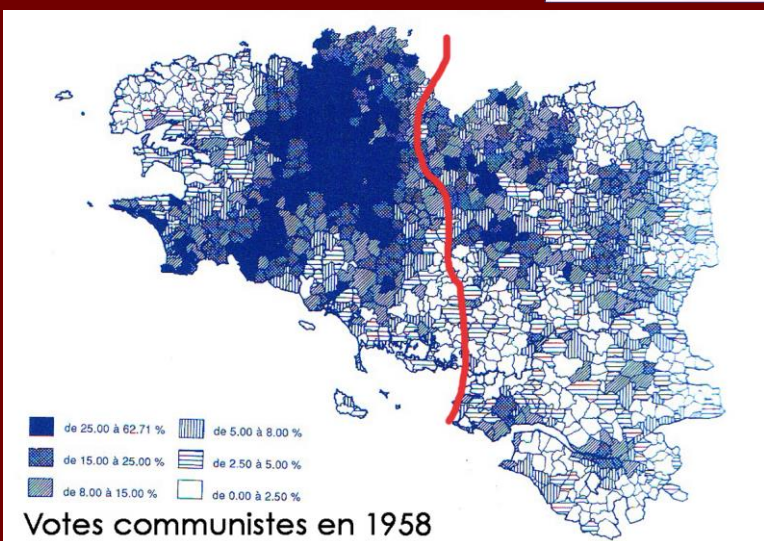 de 25.00 à 62.71 %
de 15.00 à 25.00 %
de 8.00 à 15.00 %
de 5.00 à 8.00 %
de 2.50 à 5.00 %
de 0.00 à 2.50 %
Votes communistes en 1958